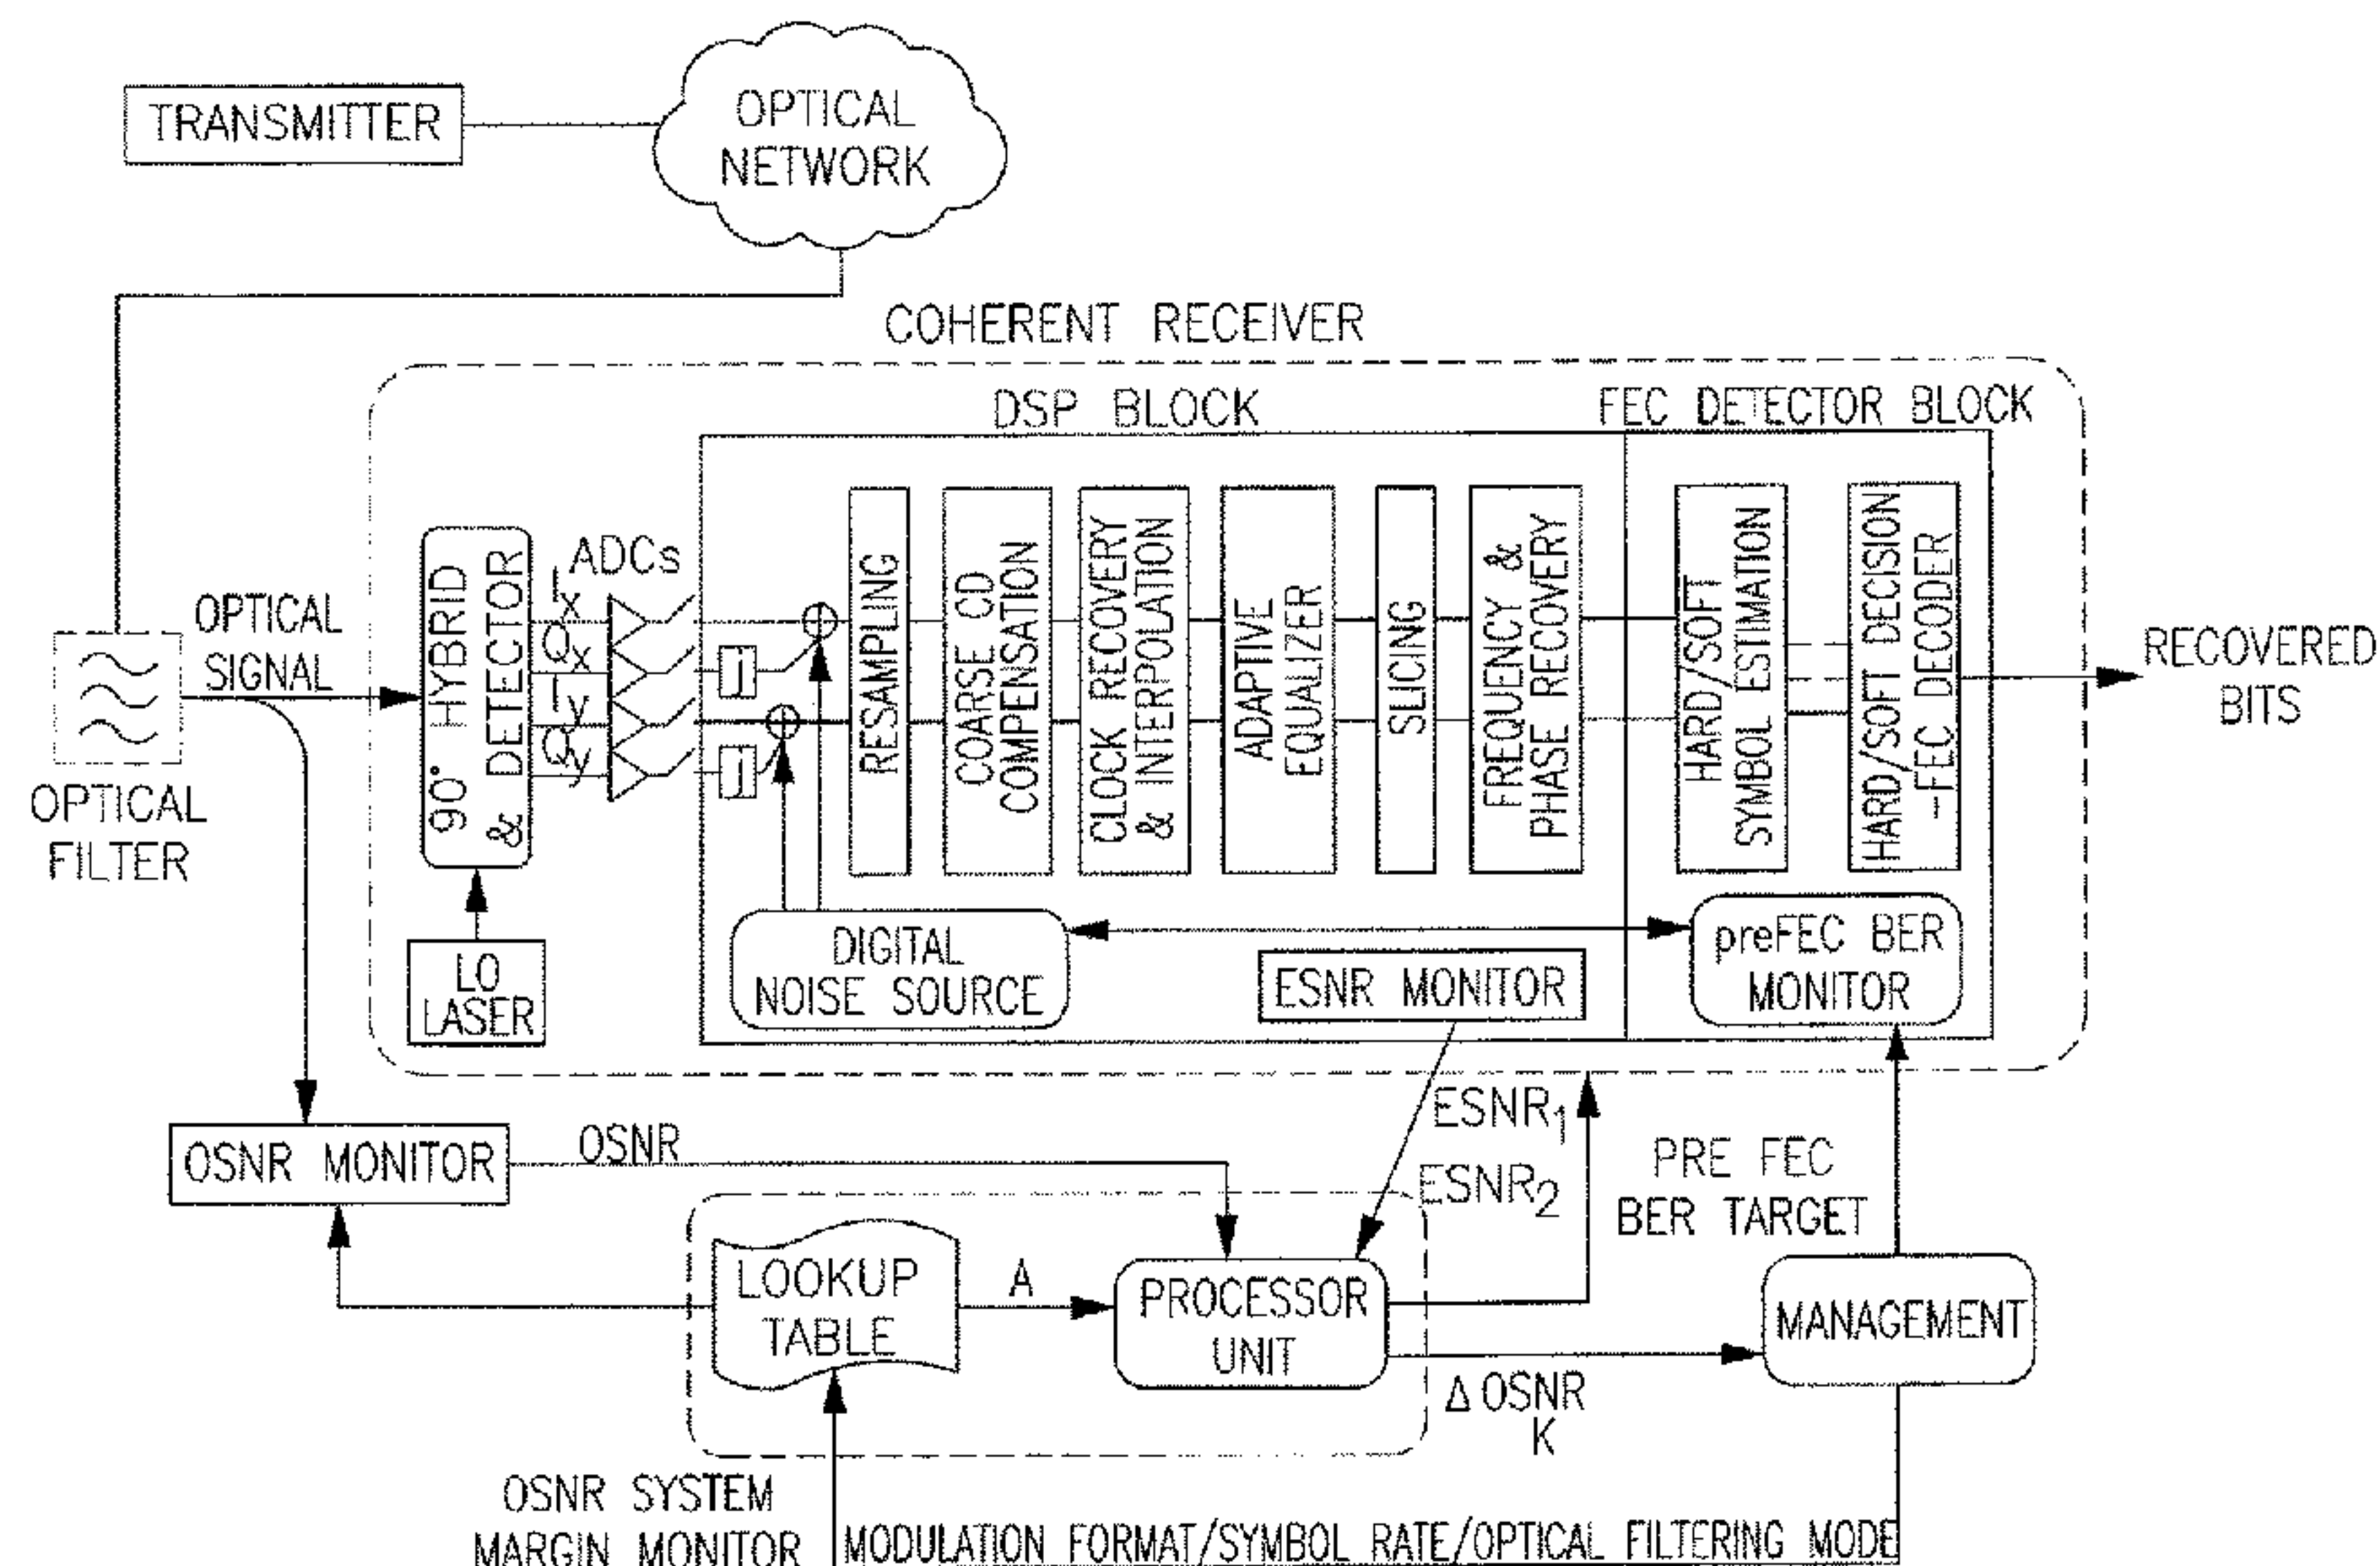 TRANSMITTER
OPTICAL
NETWORK
COHERENT RECEIVER
DSP BLOCK
FEC DETECTOR BLOCK
OPTICAL
SIGNAL
OPTICAL
FILTER
90° HYBRID
& DETECTOR
LO
LASER
ADCs
Ix
Qx
Iy
Qy
j
j
RESAMPLING
COARSE CD
COMPENSATION
CLOCK RECOVERY
& INTERPOLATION
ADAPTIVE
EQUALIZER
SLICING
FREQUENCY &
PHASE RECOVERY
HARD/SOFT
SYMBOL ESTIMATION
HARD/SOFT DECISION
-FEC DECODER
RECOVERED
BITS
DIGITAL
NOISE SOURCE
ESNR MONITOR
preFEC BER
MONITOR
OSNR MONITOR
OSNR
ESNR1
ESNR2
PRE FEC
BER TARGET
LOOKUP
TABLE
A
PROCESSOR
UNIT
MANAGEMENT
Δ OSNR
K
OSNR SYSTEM
MARGIN MONITOR
MODULATION FORMAT/SYMBOL RATE/OPTICAL FILTERING MODE